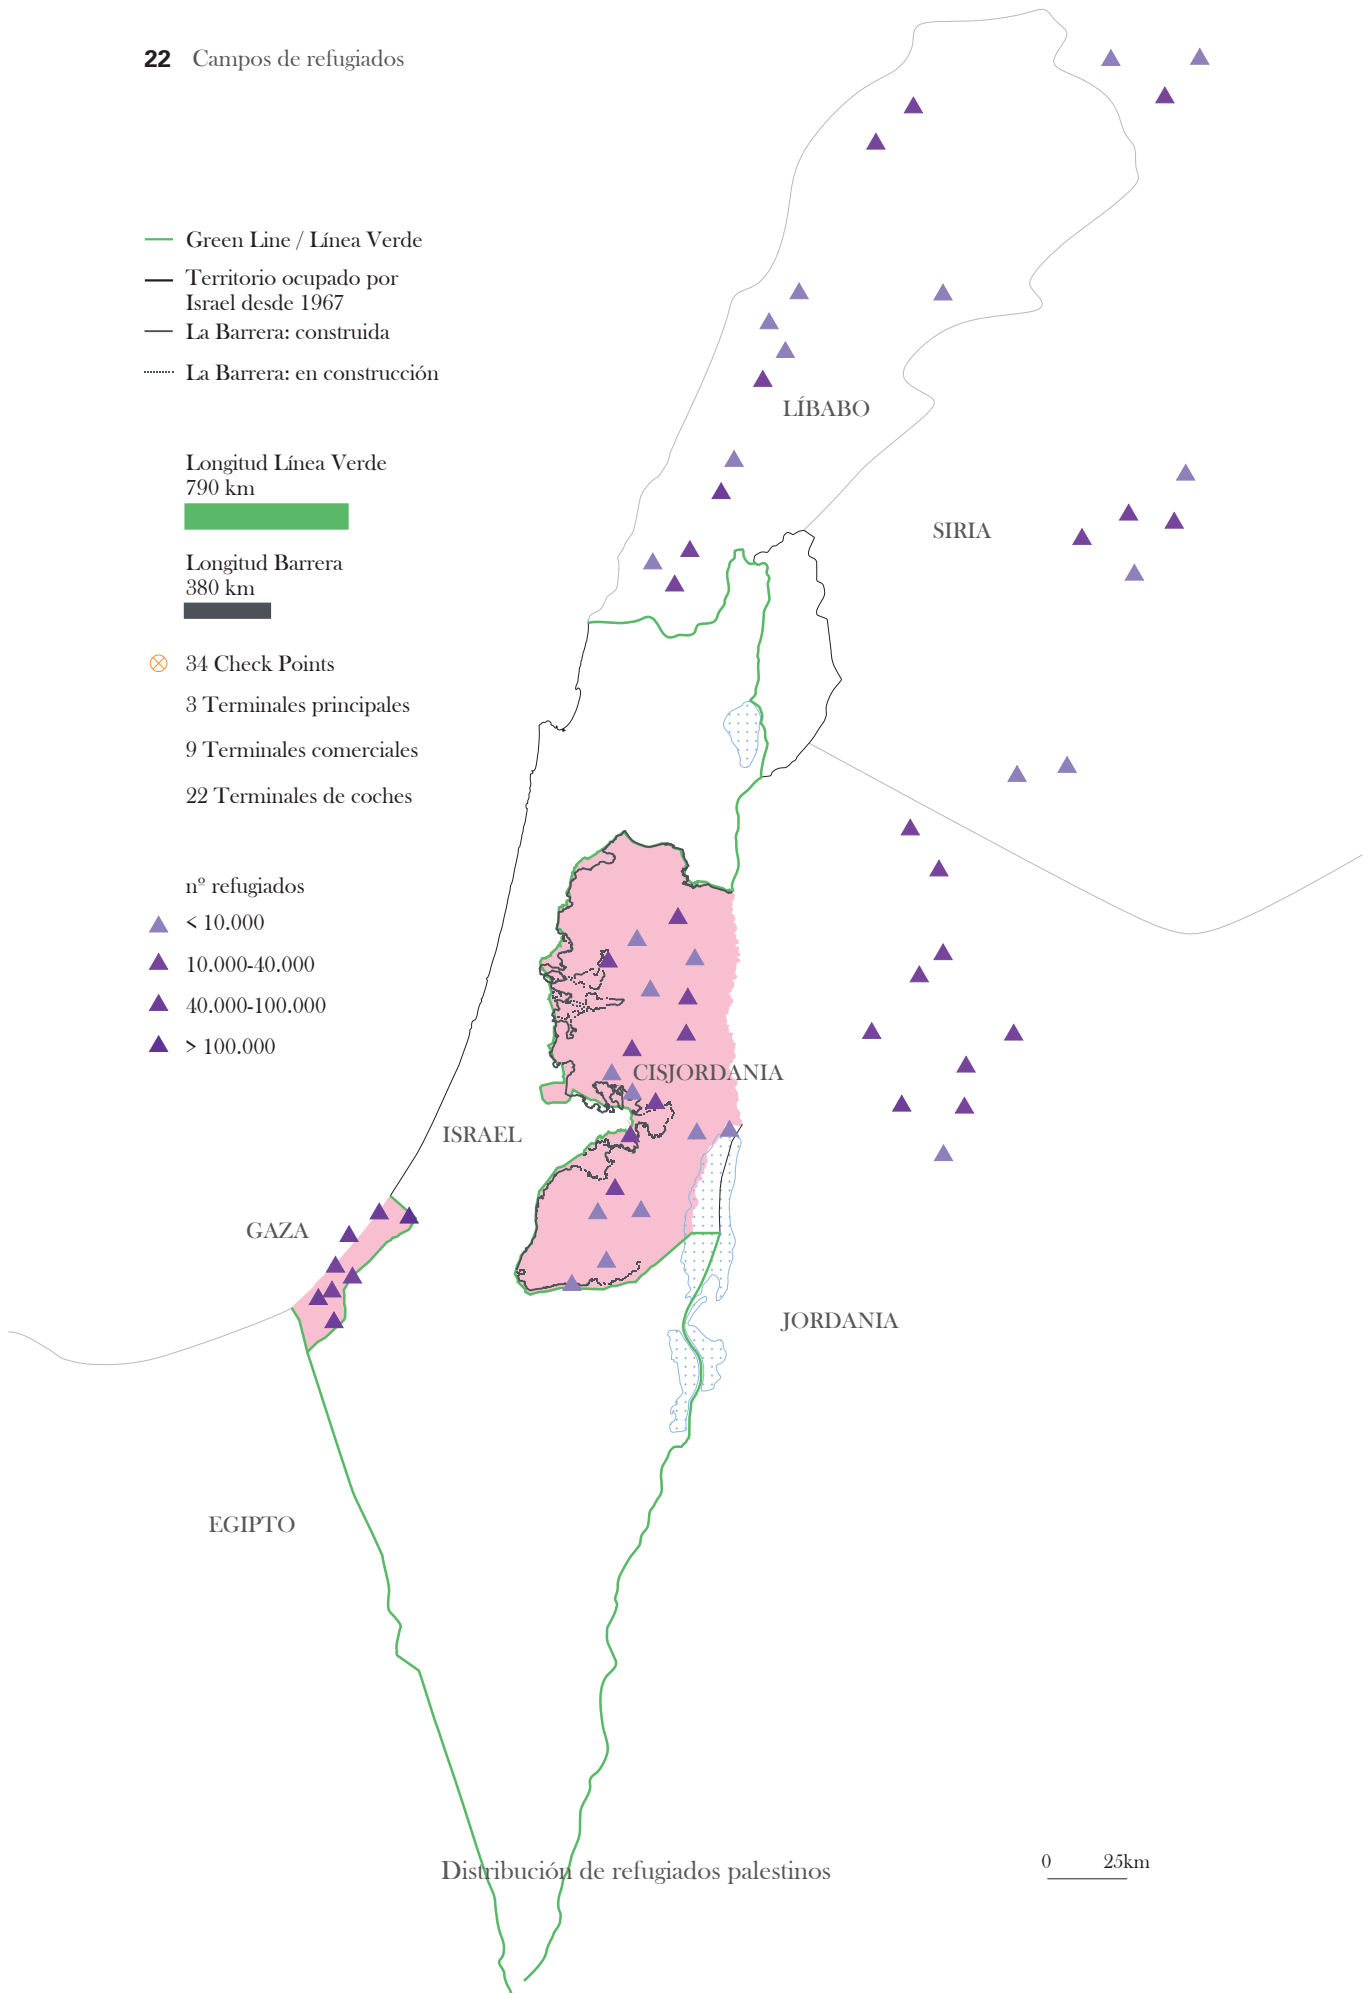 22 Campos de refugiados
Green Line / Línea Verde
Territorio ocupado por
Israel desde 1967
La Barrera: construida
La Barrera: en construcción
Longitud Línea Verde
790 km
Longitud Barrera
380 km
34 Check Points
3 Terminales principales
9 Terminales comerciales
22 Terminales de coches
nº refugiados
< 10.000
10.000-40.000
40.000-100.000
> 100.000
LÍBABO
SIRIA
CISJORDANIA
ISRAEL
GAZA
JORDANIA
EGIPTO
Distribución de refugiados palestinos
0 25km